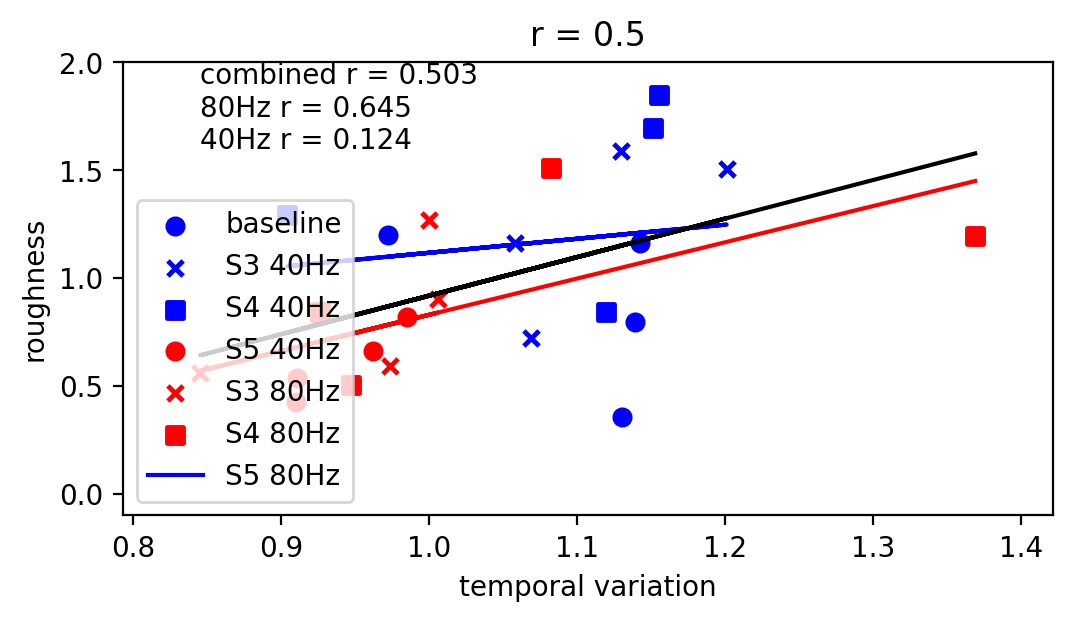 r = 0.5
combined r = 0.503
80Hz r = 0.645
40Hz r = 0.124
roughness
2.0
1.5
1.0
0.5
0.0
baseline
S3 40Hz
S4 40Hz
S5 40Hz
S3 80Hz
S4 80Hz
S5 80Hz
0.8 0.9 1.0 1.1 1.2 1.3 1.4
temporal variation